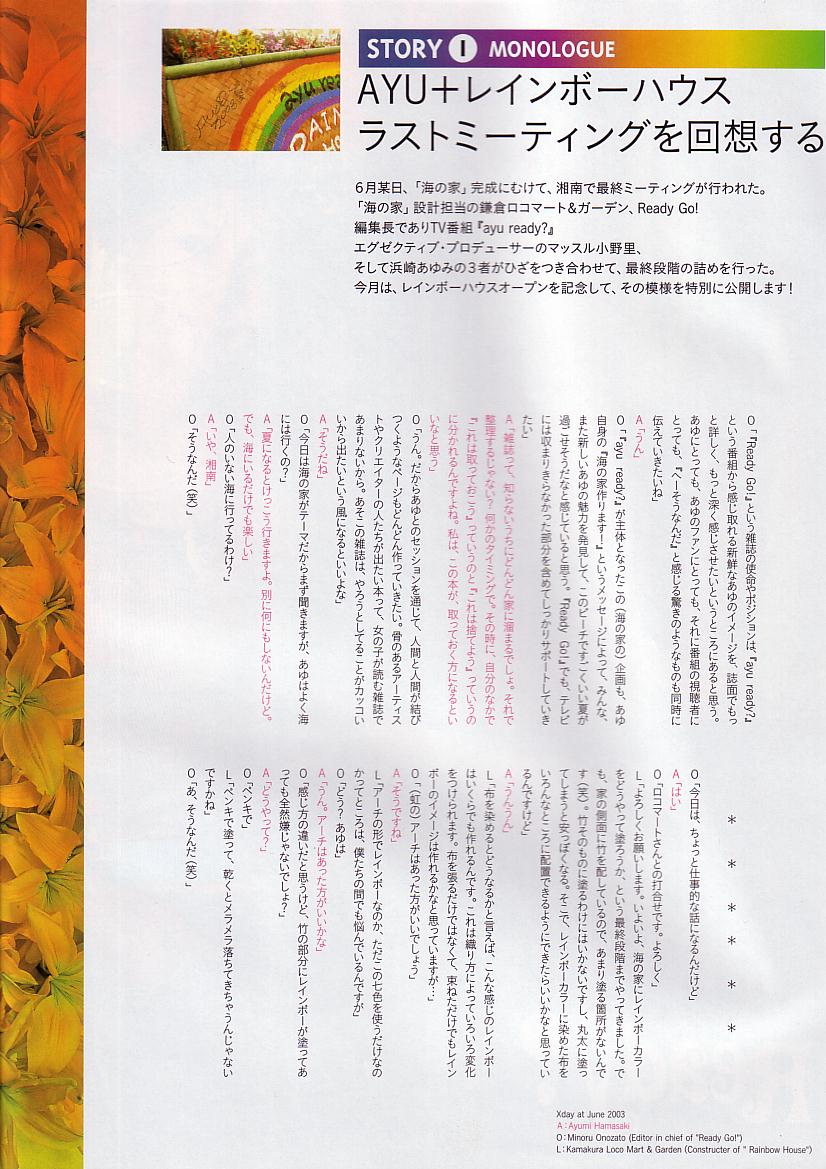 ayu rea
RAIN
Ho
STORY I MONOLOGUE
AYU+レインボーハウス
ラストミーティングを回想する
6月某日、「海の家」完成にむけて、湘南で最終ミーティングが行われた。
「海の家」設計担当の鎌倉ロコマート&ガーデン、Ready Go!
編集長でありTV番組『ayu ready?』
エグゼクティブ・プロデューサーのマッスル小野里、
そして浜崎あゆみの3者がひざをつき合わせて、最終段階の詰めを行った。
今月は、レインボーハウスオープンを記念して、その模様を特別に公開します!
O「『Ready Go!』という雑誌の使命やポジションは、『ayu ready?』
という番組から感じ取れる新鮮なあゆのイメージを、誌面でもっ
と詳しく、もっと深く感じさせたいというところにあると思う。
あゆにとっても、あゆのファンにとっても、それに番組の視聴者に
とっても、『へーそうなんだ』と感じる驚きのようなものも同時に
伝えていきたいね」
A「うん」
O「『ayu ready?』が主体となったこの(海の家の)企画も、あゆ
自身の『海の家作ります!』というメッセージによって、みんな、
また新しいあゆの魅力を発見して、このビーチですごくいい夏が
過ごせそうだなと感じていると思う。『Ready Go!』でも、テレビ
には収まりきらなかった部分を含めてしっかりサポートしていき
たい」
A「雑誌って、知らないうちにどんどん家に溜まるでしょ。それで
整理するじゃない?何かのタイミングで。その時に、自分のなかで
『これは取っておこう』っていうのと『これは捨てよう』っていうの
に分かれるんですよね。私は、この本が、取っておく方になるとい
いなと思う」
O「うん。だからあゆとのセッションを通じて、人間と人間が結び
つくようなページもどんどん作っていきたい。骨のあるアーティス
トやクリエイターの人たちが出たい本って、女の子が読む雑誌で
あまりないから。あそこの雑誌は、やろうとしてることがカッコい
いから出たいという風になるといいよな」
A「そうだね」
O「今日は海の家がテーマだからまず聞きますが、あゆはよく海
には行くの?」
A「夏になるとけっこう行きますよ。別に何にもしないんだけど。
でも、海にいるだけでも楽しい」
O「人のいない海に行ってるわけ?」
A「いや、湘南」
O「そうなんだ(笑)」
* * * * * *
O「今日は、ちょっと仕事的な話になるんだけど」
A「はい」
O「ロコマートさんとの打合せです。よろしく」
L「よろしくお願いします。いよいよ、海の家にレインボーカラー
をどうやって塗ろうか、という最終段階までやってきました。で
も、家の側面に竹を配しているので、あまり塗る箇所がないんで
す(笑)。竹そのものに塗るわけにはいかないですし、丸太に塗っ
てしまうと安っぽくなる。そこで、レインボーカラーに染めた布を
いろんなところに配置できるようにできたらいいかなと思ってい
るんですけど」
A「うんうん」
L「布を染めるとどうなるかと言えば、こんな感じのレインボー
はいくらでも作れるんです。これは織り方によっていろいろ変化
をつけられます。布を張るだけではなくて、束ねただけでもレイン
ボーのイメージは作れるかなと思っていますが…」
O「(虹の)アーチはあった方がいいでしょう」
A「そうですね」
L「アーチの形でレインボーなのか、ただこの七色を使うだけなの
かってところは、僕たちの間でも悩んでいるんですが」
O「どう?あゆは」
A「うん。アーチはあった方がいいかな」
O「感じ方の違いだと思うけど、竹の部分にレインボーが塗ってあ
っても全然嫌じゃないでしょ?」
A「どうやって?」
O「ペンキで」
L「ペンキで塗って、乾くとメラメラ落ちてきちゃうんじゃない
ですかね」
O「あ、そうなんだ(笑)」
Xday at June 2003
A:Ayumi Hamasaki
O:Minoru Onozato (Editor in chief of "Ready Go!")
L:Kamakura Loco Mart & Garden (Constructer of " Rainbow House")